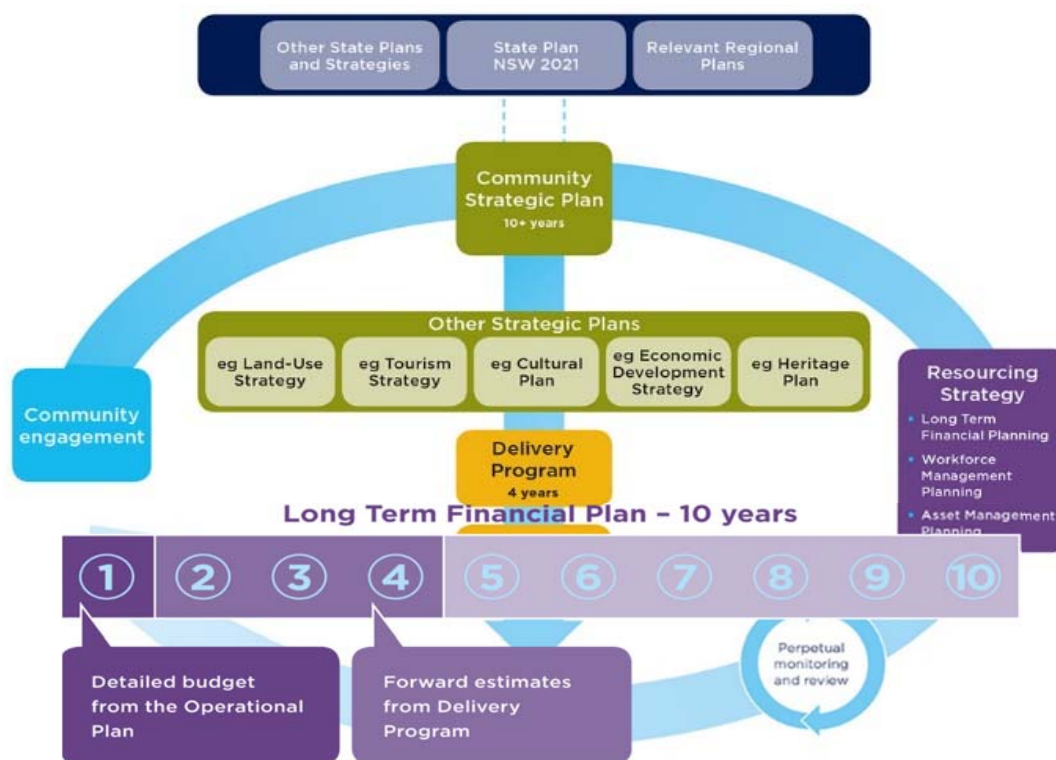 Other State Plans
and Strategies
State Plan
NSW 2021
Relevant Regional
Plans
Community
Strategic Plan
10+ years
Other Strategic Plans
eg Land-Use
Strategy
eg Tourism
Strategy
eg Cultural
Plan
eg Economic
Development
Strategy
eg Heritage
Plan
Community
engagement
Resourcing
Strategy
• Long Term
Financial Planning
• Workforce
Management
Planning
• Asset Management
Planning
Delivery
Program
4 years
Long Term Financial Plan – 10 years
1 2 3 4 5 6 7 8 9 10
Detailed budget
from the Operational
Plan
Forward estimates
from Delivery
Program
Perpetual
monitoring
and review